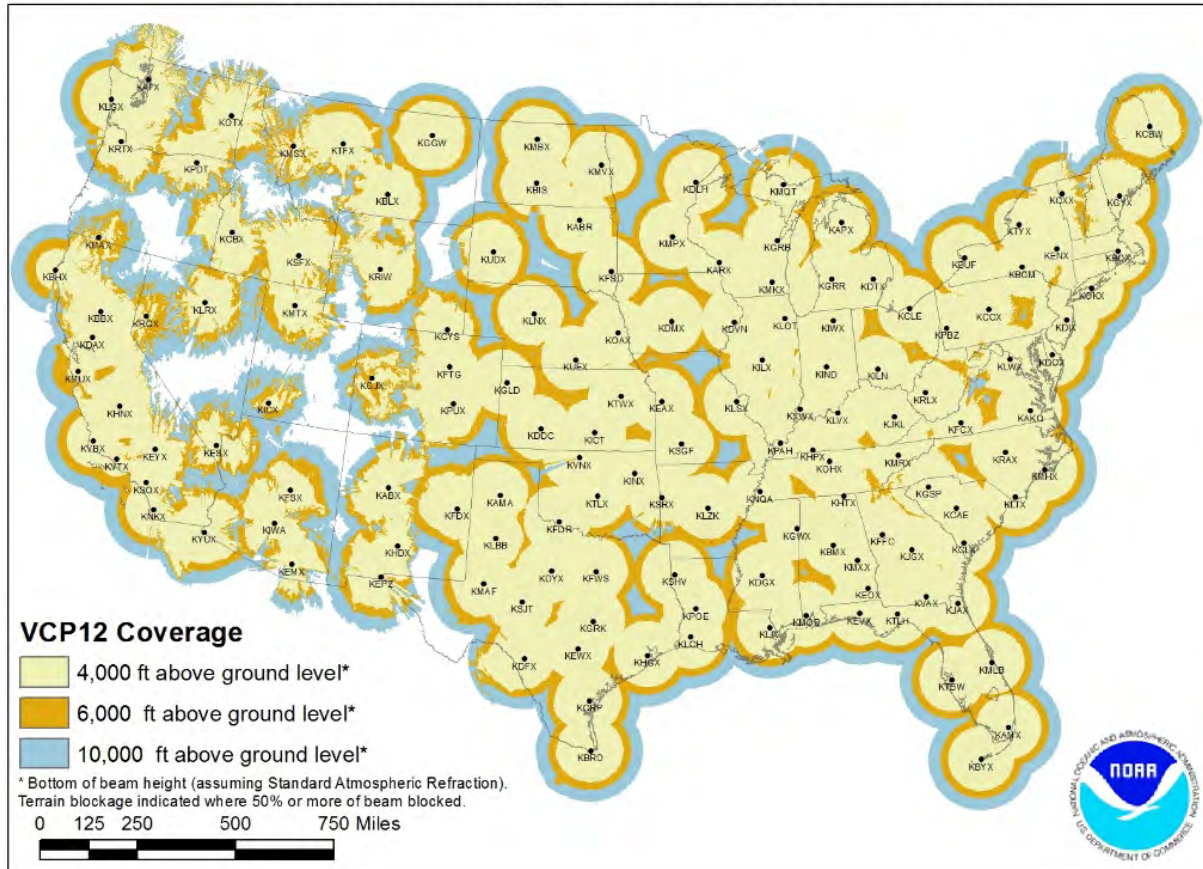 KATX
KLGX
KOTX
KRTX
KPDT
KMSX
KTFX
KGGW
KBLX
KMBX
KMVX
KBIS
KABR
KDLH
KMQT
KCBW
KCXX
KGYX
KTYX
KMAX
KBHX
KCBX
KSFX
KRIW
KUDX
KFSD
KMPX
KGRB
KAPX
KARX
KMKX
KGRR
KDTX
KBUF
KBGM
KENX
KBOX
KOKX
KBBX
KRGX
KLRX
KMTX
KDAX
KMUX
KHNX
KCYS
KLNX
KOAX
KDMX
KDVN
KLOT
KIWX
KCLE
KPBZ
KCCX
KDIX
KGJX
KFTG
KPUX
KGLD
KUEX
KTWX
KEAX
KILX
KIND
KILN
KLWX
KDOX
KICX
KRLX
KLSX
KVWX
KLVX
KJKL
KFCX
KAKQ
KVBX
KVTX
KEYX
KESX
KDDC
KICT
KSGF
KPAH
KHPX
KOHX
KMRX
KRAX
KMHX
KSOX
KNKX
KYUX
KFSX
KIWA
KEMX
KABX
KHDX
KEPZ
KVNX
KINX
KTLX
KSRX
KLZK
KNQA
KHTX
KGSP
KLTX
KCAE
KCLX
KFDX
KAMA
KFDR
KLBB
KMAF
KSJT
KDYX
KFWS
KSHV
KGWX
KBMX
KFFC
KJGX
KMXX
KDGX
KPOE
KGRK
KEWX
KDFX
KHGX
KLCH
KLIX
KMOB
KEVX
KEOX
KTLH
KVAX
KJAX
KMLB
KTBW
KAMX
KBYX
KCRP
KBRO
VCP12 Coverage
4,000 ft above ground level*
6,000 ft above ground level*
10,000 ft above ground level*
* Bottom of beam height (assuming Standard Atmospheric Refraction).
Terrain blockage indicated where 50% or more of beam blocked.
0 125 250 500 750 Miles
NATIONAL OCEANIC AND ATMOSPHERIC ADMINISTRATION
NOAA
U.S. DEPARTMENT OF COMMERCE